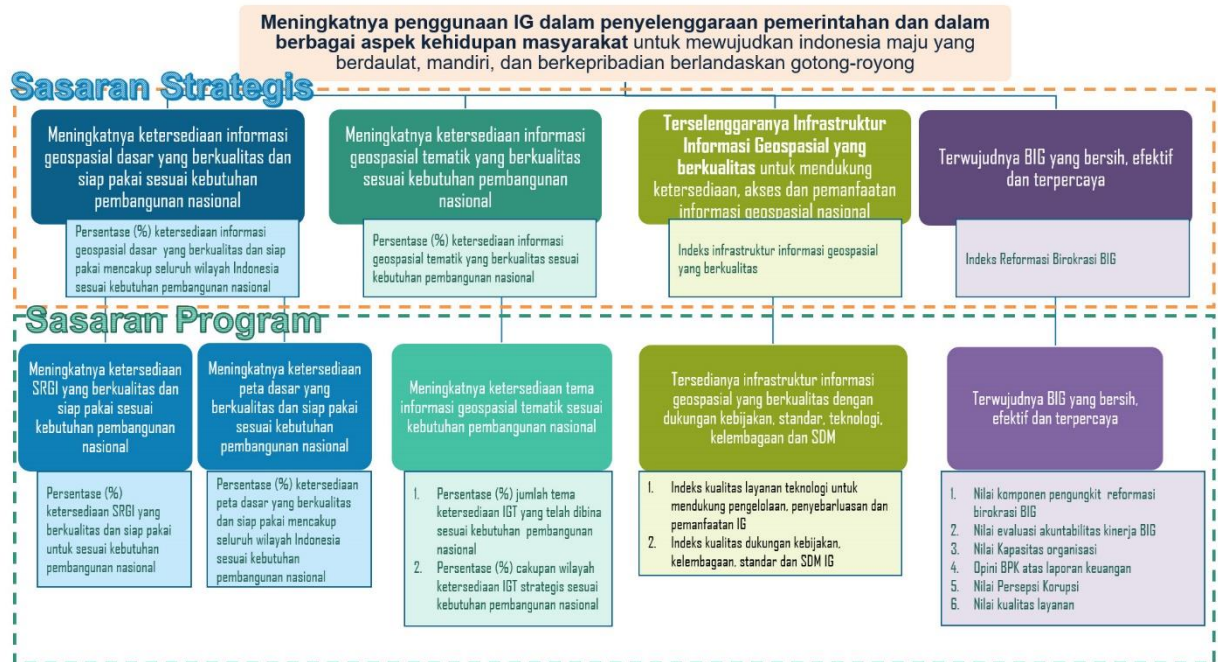 Meningkatnya penggunaan IG dalam penyelenggaraan pemerintahan dan dalam
berbagai aspek kehidupan masyarakat untuk mewujudkan indonesia maju yang
berdaulat, mandiri, dan berkepribadian berlandaskan gotong-royong
Sasaran Strategis
Meningkatnya ketersediaan informasi
geospasial dasar yang berkualitas dan
siap pakai sesuai kebutuhan
pembangunan nasional
Persentase (%) ketersediaan informasi
geospasial dasar yang berkualitas dan siap
pakai mencakup seluruh wilayah Indonesia
sesuai kebutuhan pembangunan nasional
Meningkatnya ketersediaan informasi
geospasial tematik yang berkualitas
sesuai kebutuhan pembangunan
nasional
Persentase (%) ketersediaan informasi
geospasial tematik yang berkualitas sesuai
kebutuhan pembangunan nasional
Terselenggaranya Infrastruktur
Informasi Geospasial yang
berkualitas untuk mendukung
ketersediaan, akses dan pemanfaatan
informasi geospasial nasional
Indeks infrastruktur informasi geospasial
yang berkualitas
Terwujudnya BIG yang bersih, efektif
dan terpercaya
Indeks Reformasi Birokrasi BIG
Sasaran Program
Meningkatnya ketersediaan
SRGI yang berkualitas dan
siap pakai sesuai
kebutuhan pembangunan
nasional
Persentase (%)
ketersediaan SRGI yang
berkualitas dan siap pakai
untuk sesuai kebutuhan
pembangunan nasional
Meningkatnya ketersediaan
peta dasar yang
berkualitas dan siap pakai
sesuai kebutuhan
pembangunan nasional
Persentase (%) ketersediaan
peta dasar yang berkualitas
dan siap pakai mencakup
seluruh wilayah Indonesia
sesuai kebutuhan
pembangunan nasional
Meningkatnya ketersediaan tema
informasi geospasial tematik sesuai
kebutuhan pembangunan nasional
1. Persentase (%) jumlah tema
ketersediaan IGT yang telah dibina
sesuai kebutuhan pembangunan
nasional
2. Persentase (%) cakupan wilayah
ketersediaan IGT strategis sesuai
kebutuhan pembangunan nasional
Tersedianya infrastruktur informasi
geospasial yang berkualitas dengan
dukungan kebijakan, standar, teknologi,
kelembagaan dan SDM
1. Indeks kualitas layanan teknologi untuk
mendukung pengelolaan, penyebarluasan dan
pemanfaatan IG
2. Indeks kualitas dukungan kebijakan,
kelembagaan, standar dan SDM IG
Terwujudnya BIG yang bersih,
efektif dan terpercaya
1. Nilai komponen pengungkit reformasi
birokrasi BIG
2. Nilai evaluasi akuntabilitas kinerja BIG
3. Nilai Kapasitas organisasi
4. Opini BPK atas laporan keuangan
5. Nilai Persepsi Korupsi
6. Nilai kualitas layanan